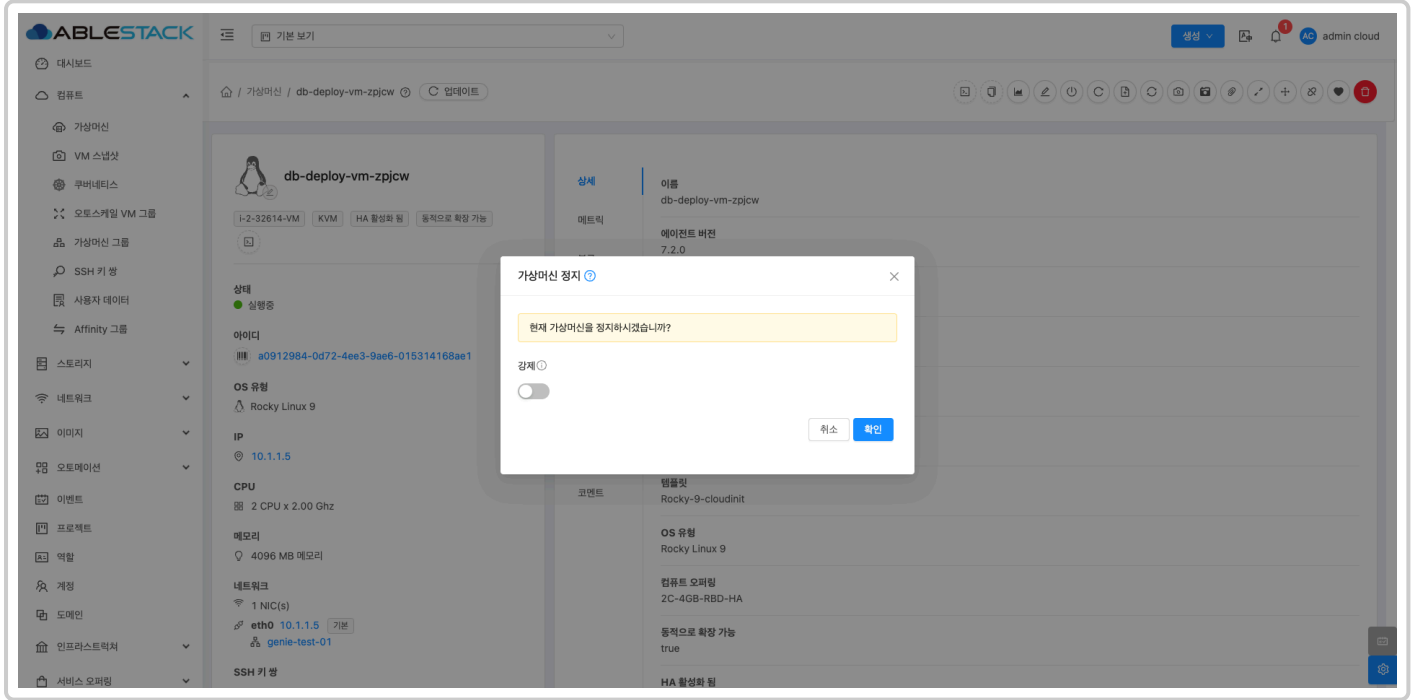 ABLESTACK
기본 보기
생성
1
AC
admin cloud
대시보드
컴퓨트
가상머신
VM 스냅샷
쿠버네티스
오토스케일 VM 그룹
가상머신 그룹
SSH 키 쌍
사용자 데이터
Affinity 그룹
스토리지
네트워크
이미지
오토메이션
이벤트
프로젝트
역할
계정
도메인
인프라스트럭쳐
서비스 오퍼링
/ 가상머신 / db-deploy-vm-zpjcw
업데이트
db-deploy-vm-zpjcw
i-2-32614-VM
KVM
HA 활성화 됨
동적으로 확장 가능
상태
실행중
아이디
a0912984-0d72-4ee3-9ae6-015314168ae1
OS 유형
Rocky Linux 9
IP
10.1.1.5
CPU
2 CPU x 2.00 Ghz
메모리
4096 MB 메모리
네트워크
1 NIC(s)
eth0 10.1.1.5 기본
genie-test-01
SSH 키 쌍
상세
메트릭
코멘트
이름
db-deploy-vm-zpjcw
에이전트 버전
7.2.0
가상머신 정지
현재 가상머신을 정지하시겠습니까?
강제
취소
확인
템플릿
Rocky-9-cloudinit
OS 유형
Rocky Linux 9
컴퓨트 오퍼링
2C-4GB-RBD-HA
동적으로 확장 가능
true
HA 활성화 됨